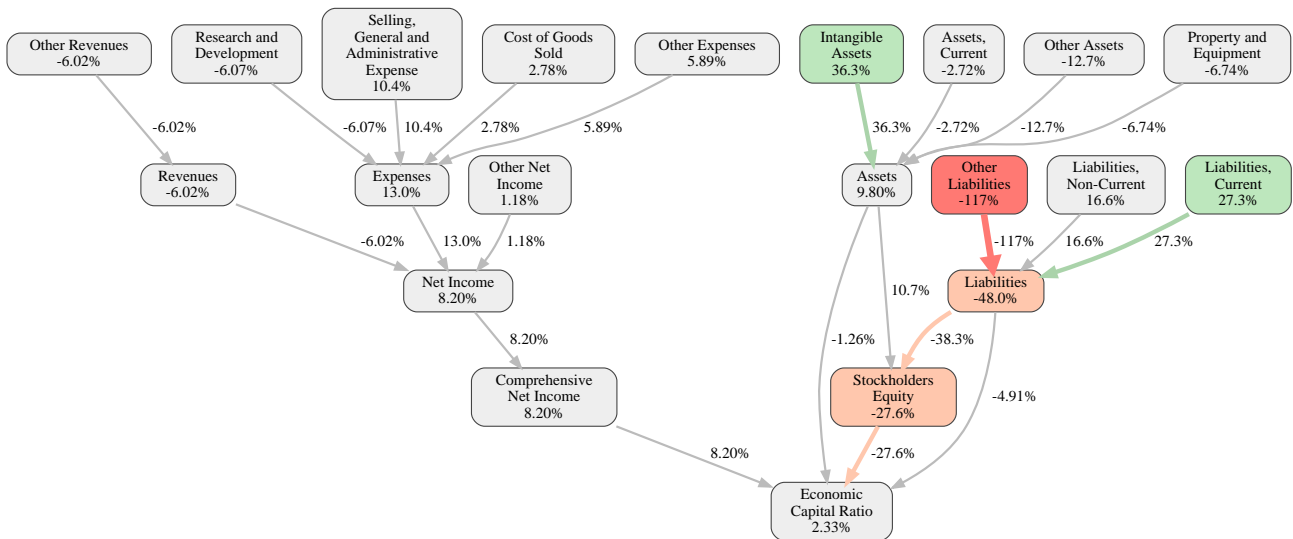 Other Revenues
-6.02%
Research and
Development
-6.07%
Selling,
General and
Administrative
Expense
10.4%
Cost of Goods
Sold
2.78%
Other Expenses
5.89%
Intangible
Assets
36.3%
Assets,
Current
-2.72%
Other Assets
-12.7%
Property and
Equipment
-6.74%
-6.02%
-6.07%
10.4%
2.78%
5.89%
36.3%
-2.72%
-12.7%
-6.74%
Revenues
-6.02%
Expenses
13.0%
Other Net
Income
1.18%
Assets
9.80%
Other
Liabilities
-117%
Liabilities,
Non-Current
16.6%
Liabilities,
Current
27.3%
-6.02%
13.0%
1.18%
-117%
16.6%
27.3%
Net Income
8.20%
10.7%
Liabilities
-48.0%
8.20%
-1.26%
-38.3%
Comprehensive
Net Income
8.20%
Stockholders
Equity
-27.6%
-4.91%
8.20%
-27.6%
Economic
Capital Ratio
2.33%